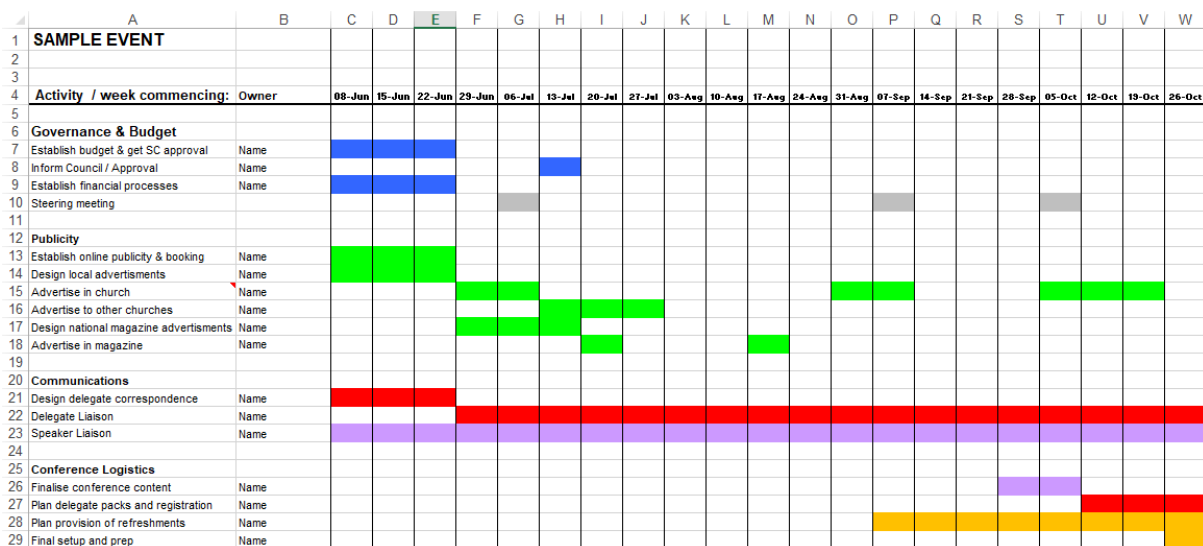 A B C D E F G H I J K L M N O P Q R S T U V W
1 SAMPLE EVENT
2
3
4 Activity / week commencing: Owner 08-Jun 15-Jun 22-Jun 29-Jun 06-Jul 13-Jul 20-Jul 27-Jul 03-Aug 10-Aug 17-Aug 24-Aug 31-Aug 07-Sep 14-Sep 21-Sep 28-Sep 05-Oct 12-Oct 19-Oct 26-Oct
5
6 Governance & Budget
7 Establish budget & get SC approval Name
8 Inform Council / Approval Name
9 Establish financial processes Name
10 Steering meeting
11
12 Publicity
13 Establish online publicity & booking Name
14 Design local advertisments Name
15 Advertise in church Name
16 Advertise to other churches Name
17 Design national magazine advertisments Name
18 Advertise in magazine Name
19
20 Communications
21 Design delegate correspondence Name
22 Delegate Liaison Name
23 Speaker Liaison Name
24
25 Conference Logistics
26 Finalise conference content Name
27 Plan delegate packs and registration Name
28 Plan provision of refreshments Name
29 Final setup and prep Name